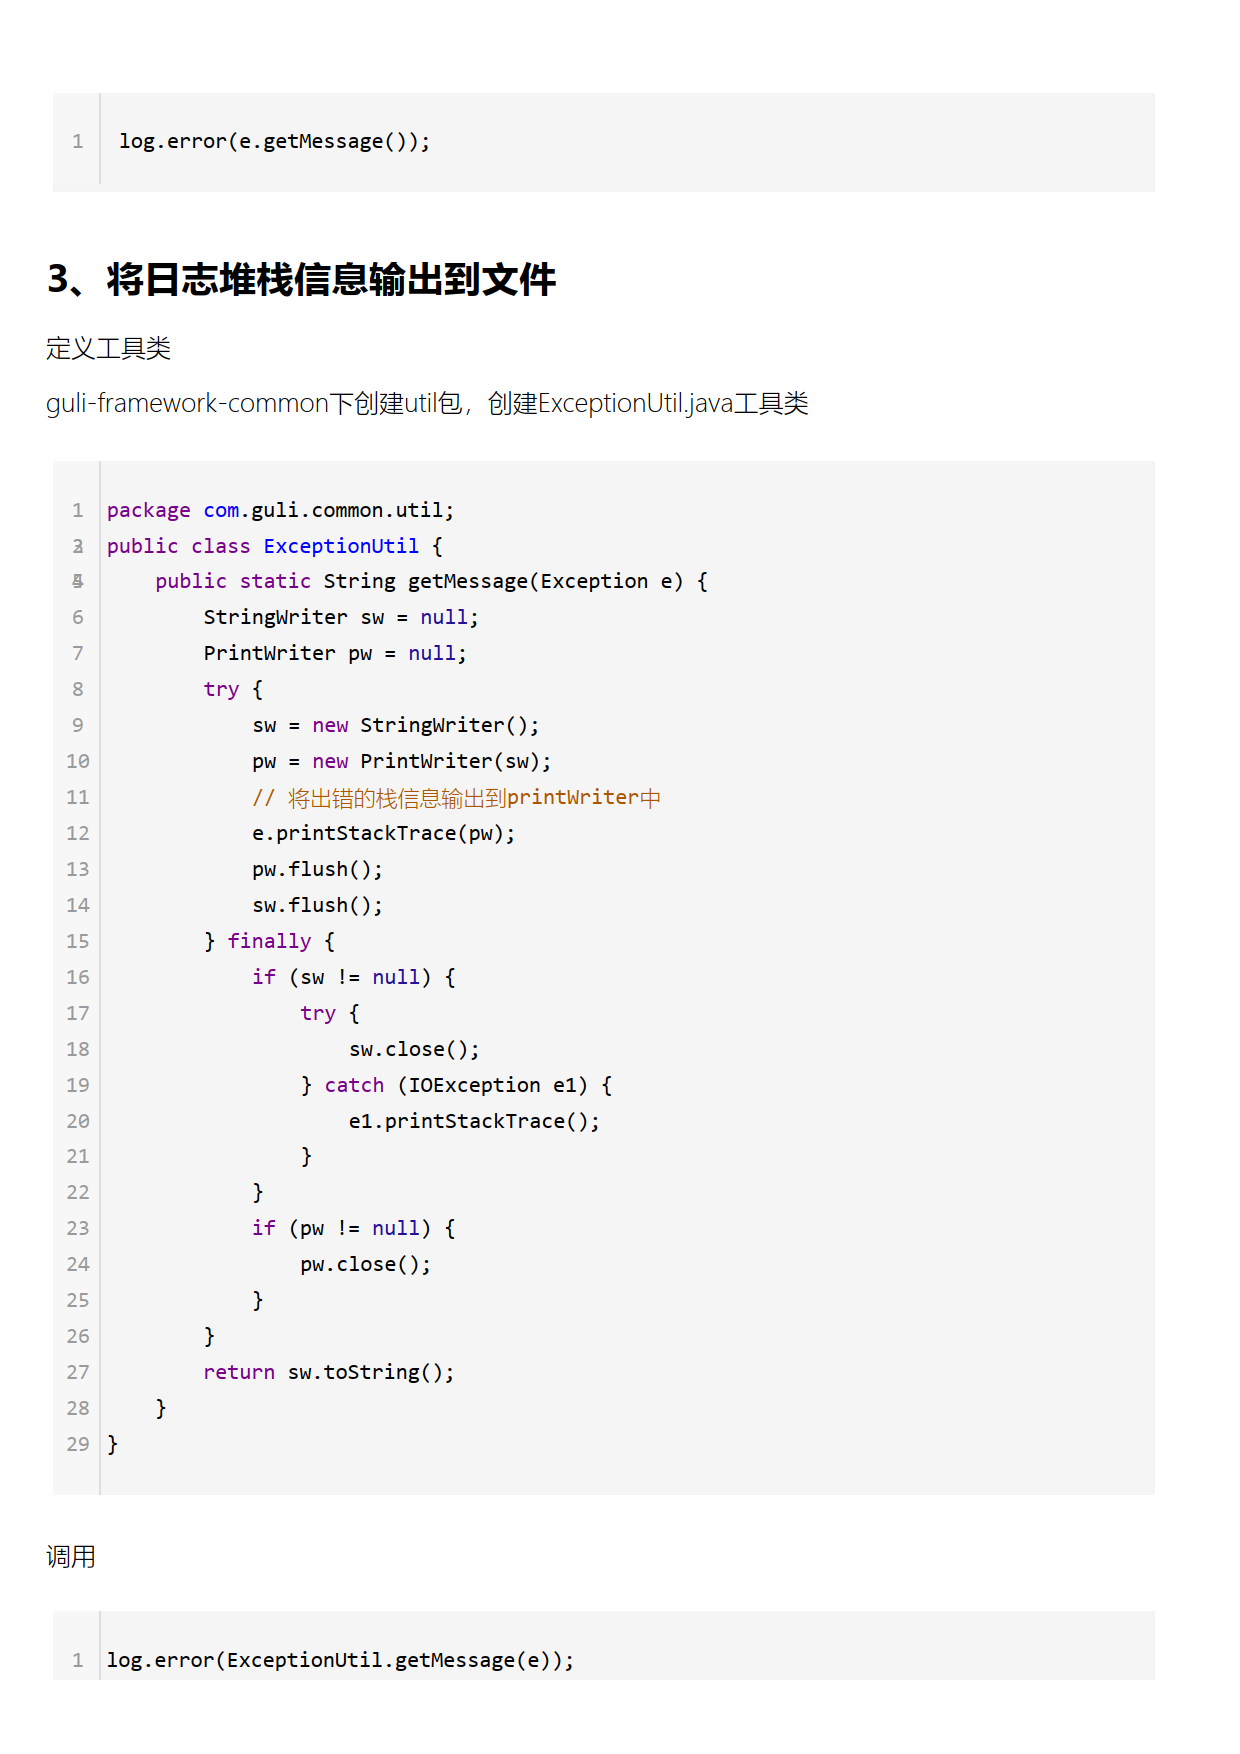 1 log.error(e.getMessage());
3、将日志堆栈信息输出到文件
定义工具类
guli-framework-common下创建util包，创建ExceptionUtil.java工具类
1 package com.guli.common.util;
public class ExceptionUtil {
    public static String getMessage(Exception e) {
6         StringWriter sw = null;
7         PrintWriter pw = null;
8         try {
9             sw = new StringWriter();
10             pw = new PrintWriter(sw);
11             // 将出错的栈信息输出到printWriter中
12             e.printStackTrace(pw);
13             pw.flush();
14             sw.flush();
15         } finally {
16             if (sw != null) {
17                 try {
18                     sw.close();
19                 } catch (IOException e1) {
20                     e1.printStackTrace();
21                 }
22             }
23             if (pw != null) {
24                 pw.close();
25             }
26         }
27         return sw.toString();
28     }
29 }
调用
1 log.error(ExceptionUtil.getMessage(e));